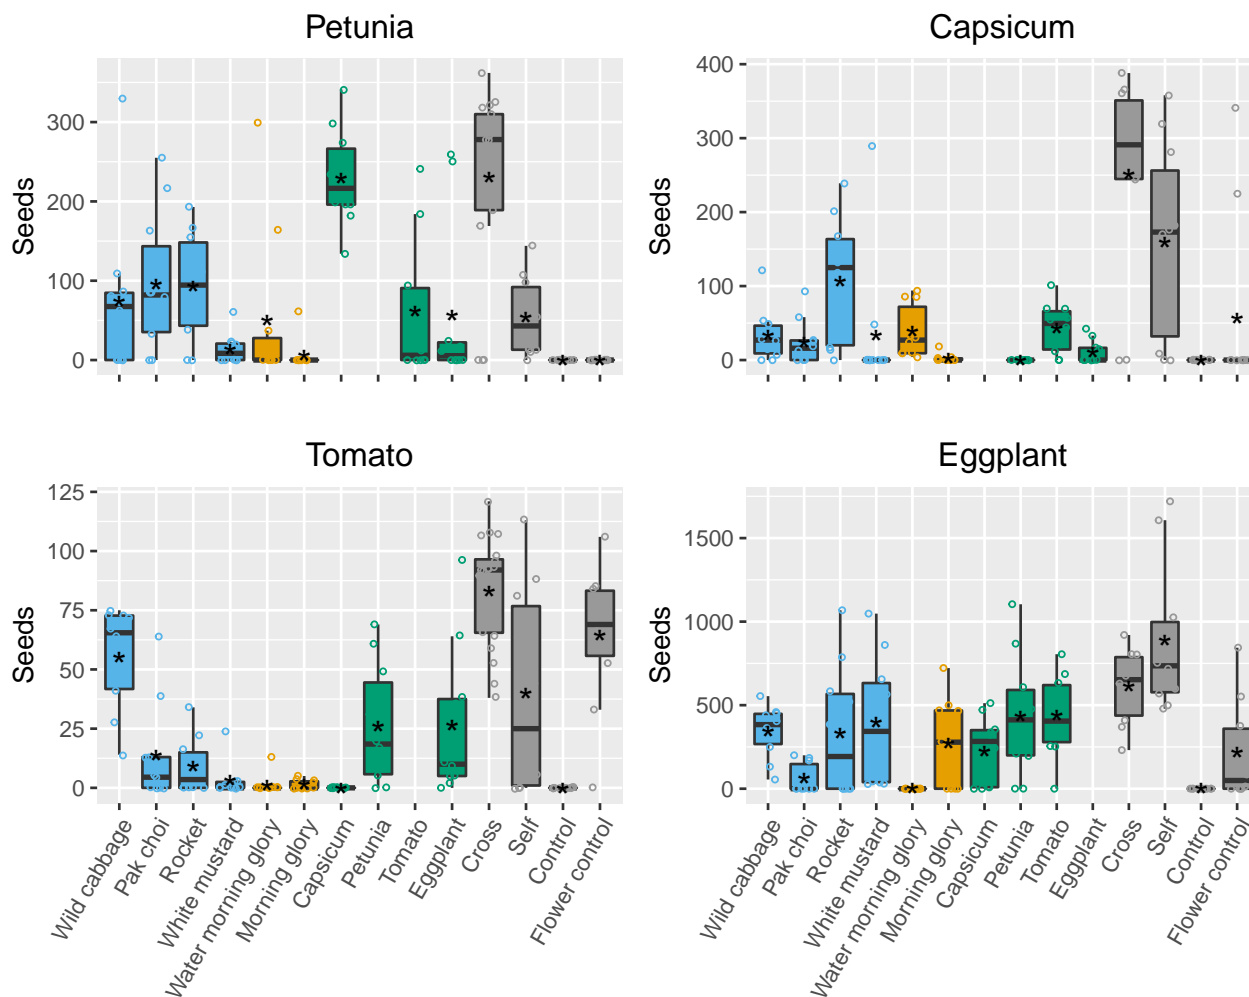 Petunia
Capsicum
Seeds
300
200
100
0
Seeds
400
300
200
100
0
Tomato
Eggplant
Seeds
125
100
75
50
25
0
Seeds
1500
1000
500
0
Wild cabbage
Pak choi
Rocket
White mustard
Water morning glory
Morning glory
Capsicum
Petunia
Tomato
Eggplant
Cross
Self
Control
Flower control
Wild cabbage
Pak choi
Rocket
White mustard
Water morning glory
Morning glory
Capsicum
Petunia
Tomato
Eggplant
Cross
Self
Control
Flower control